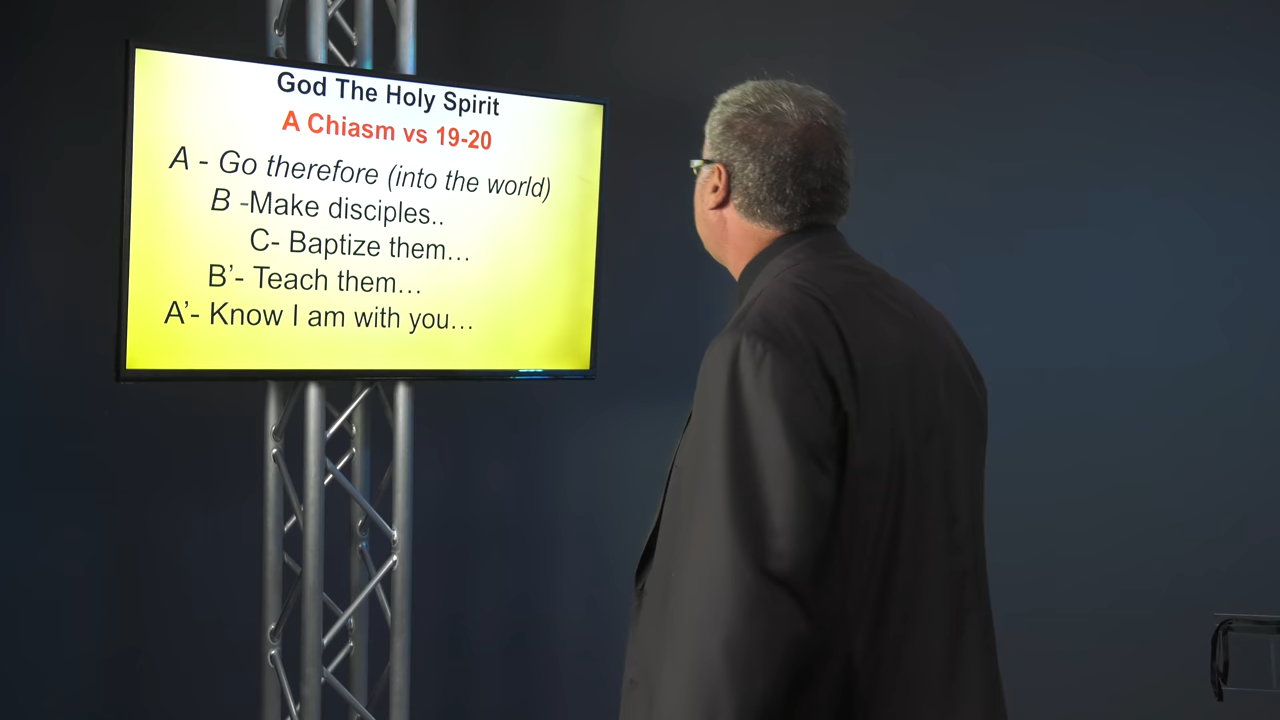 God The Holy Spirit
A Chiasm vs 19-20
A - Go therefore (into the world)
B -Make disciples..
C- Baptize them…
B’- Teach them…
A’- Know I am with you…